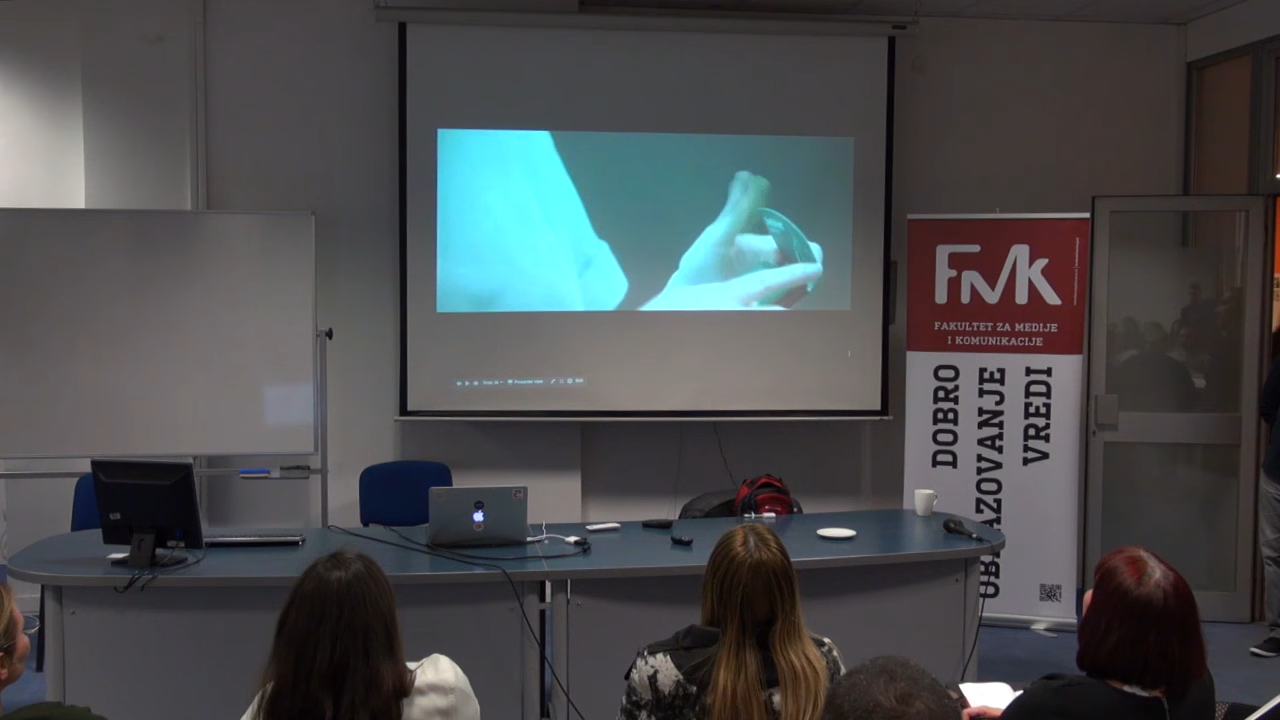 FMK
FAKULTET ZA MEDIJE
I KOMUNIKACIJE
DOBRO
OBRAZOVANJE
VREDI